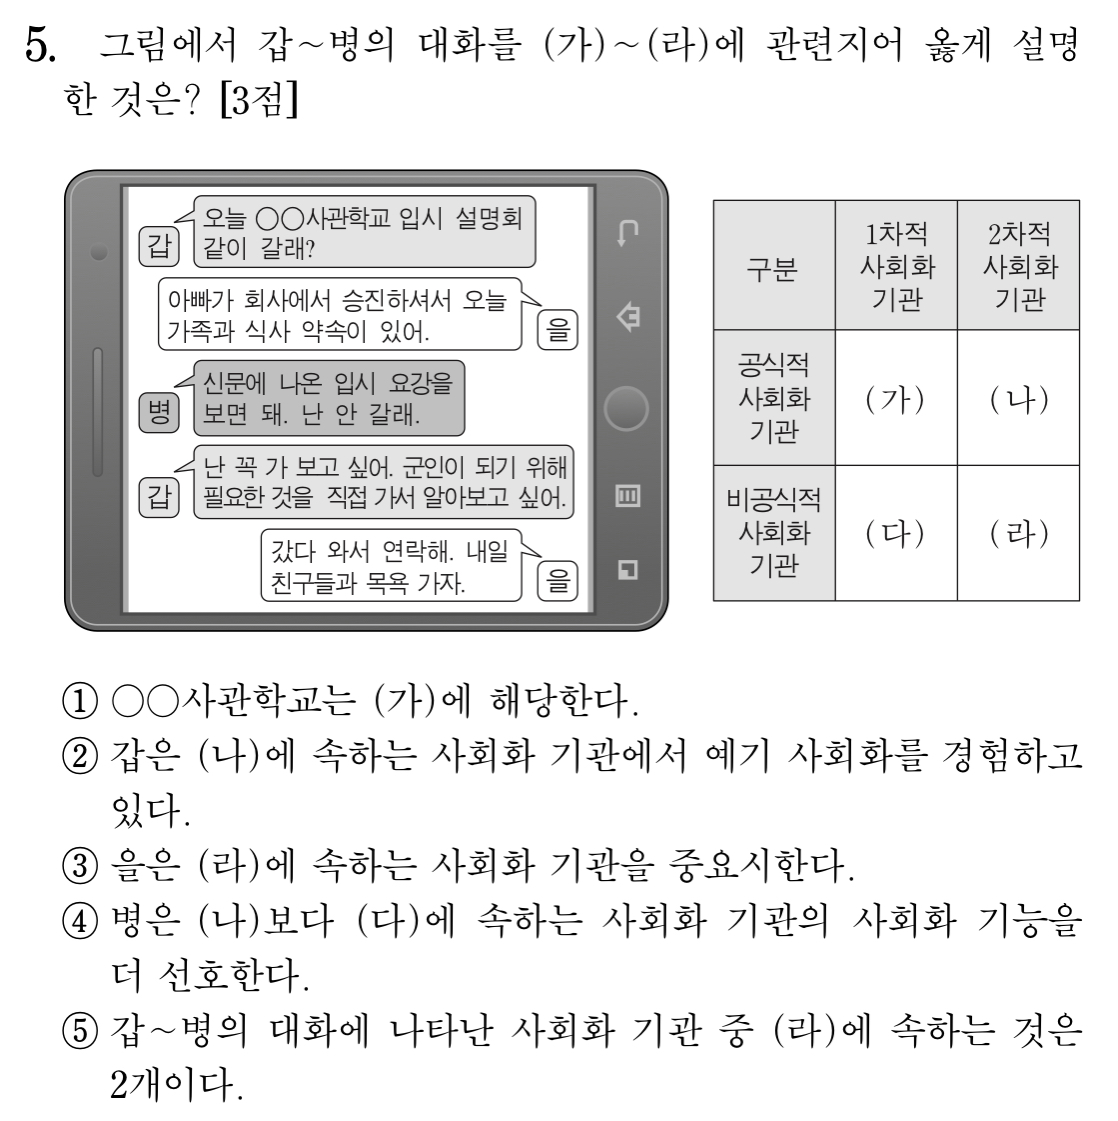 5. 그림에서 갑~병의 대화를 (가)~(라)에 관련지어 옳게 설명
한 것은? [3점]
갑
오늘 ○○사관학교 입시 설명회
같이 갈래?
아빠가 회사에서 승진하셔서 오늘
가족과 식사 약속이 있어.
을
병
신문에 나온 입시 요강을
보면 돼. 난 안 갈래.
갑
난 꼭 가 보고 싶어. 군인이 되기 위해
필요한 것을 직접 가서 알아보고 싶어.
갔다 와서 연락해. 내일
친구들과 목욕 가자.
을
구분
1차적
사회화
기관
2차적
사회화
기관
공식적
사회화
기관
(가)
(나)
비공식적
사회화
기관
(다)
(라)
① ○○사관학교는 (가)에 해당한다.
② 갑은 (나)에 속하는 사회화 기관에서 예기 사회화를 경험하고
있다.
③ 을은 (라)에 속하는 사회화 기관을 중요시한다.
④ 병은 (나)보다 (다)에 속하는 사회화 기관의 사회화 기능을
더 선호한다.
⑤ 갑~병의 대화에 나타난 사회화 기관 중 (라)에 속하는 것은
2개이다.